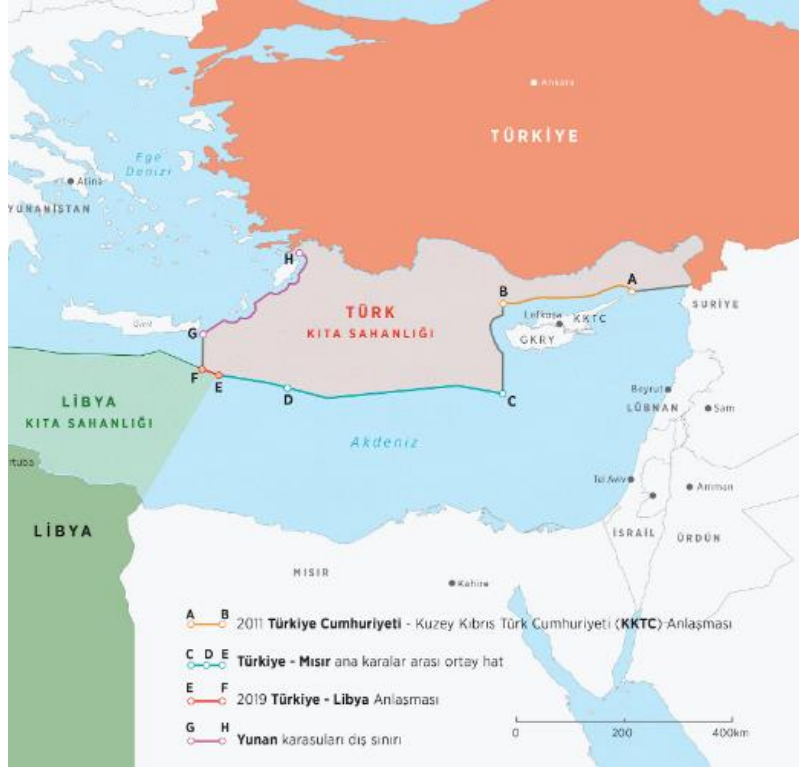 Ankara
TÜRKİYE
Ege
Denizi
Atina
YUNANİSTAN
H
B
A
SURİYE
TÜRK
KITA SAHANLIĞI
Lefkoşa
KKTC
GKRY
Girit
G
F
E
D
C
Beyrut
LÜBNAN
Şam
LİBYA
KITA SAHANLIĞI
Akdeniz
rtuba
Tel Aviv
Amman
LİBYA
İSRAİL
ÜRDÜN
MISIR
Kahire
A B 2011 Türkiye Cumhuriyeti - Kuzey Kıbrıs Türk Cumhuriyeti (KKTC) Anlaşması
C D E Türkiye - Mısır ana karalar arası ortay hat
E F 2019 Türkiye - Libya Anlaşması
G H Yunan karasuları dış sınırı
0 200 400km